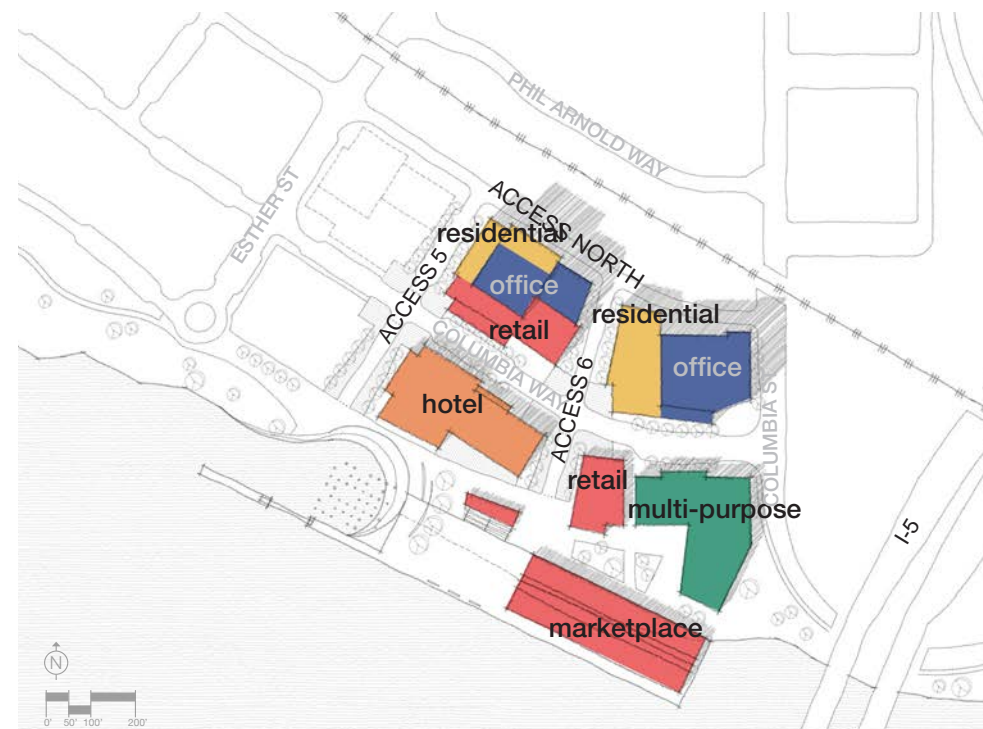 PHIL ARNOLD WAY
ESTHER ST
ACCESS NORTH
residential
ACCESS 5
office
residential
retail
COLUMBIA WAY
office
ACCESS 6
COLUMBIA S
hotel
retail
multi-purpose
I-5
marketplace
N
0' 50' 100' 200'